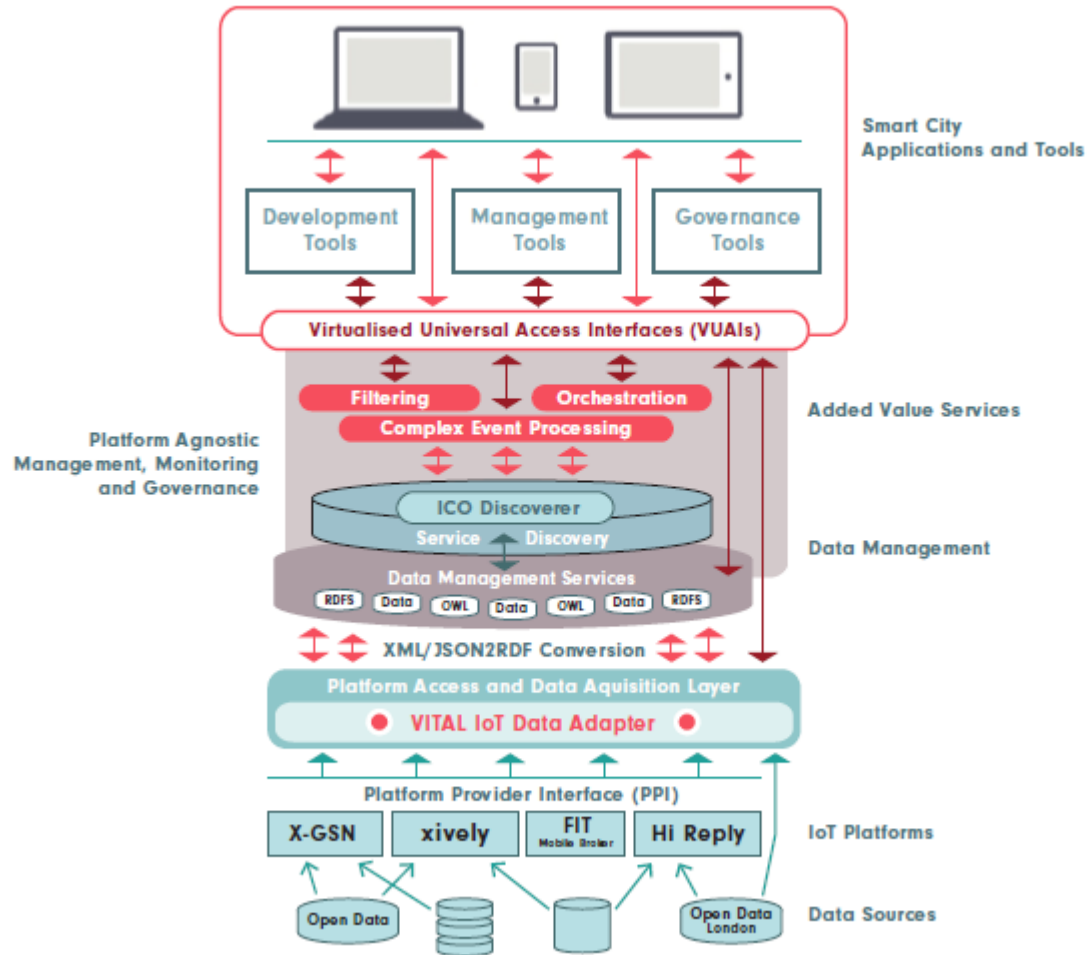 Smart City
Applications and Tools
Development
Tools
Management
Tools
Governance
Tools
Virtualised Universal Access Interfaces (VUAIs)
Filtering
Orchestration
Complex Event Processing
Added Value Services
Platform Agnostic
Management, Monitoring
and Governance
ICO Discoverer
Service
Discovery
Data Management
Data Management Services
RDFS
Data
OWL
Data
OWL
Data
RDFS
XML/JSON2RDF Conversion
Platform Access and Data Aquisition Layer
VITAL IoT Data Adapter
Platform Provider Interface (PPI)
X-GSN
xively
FIT
Mobile Broker
Hi Reply
IoT Platforms
Open Data
Open Data
London
Data Sources